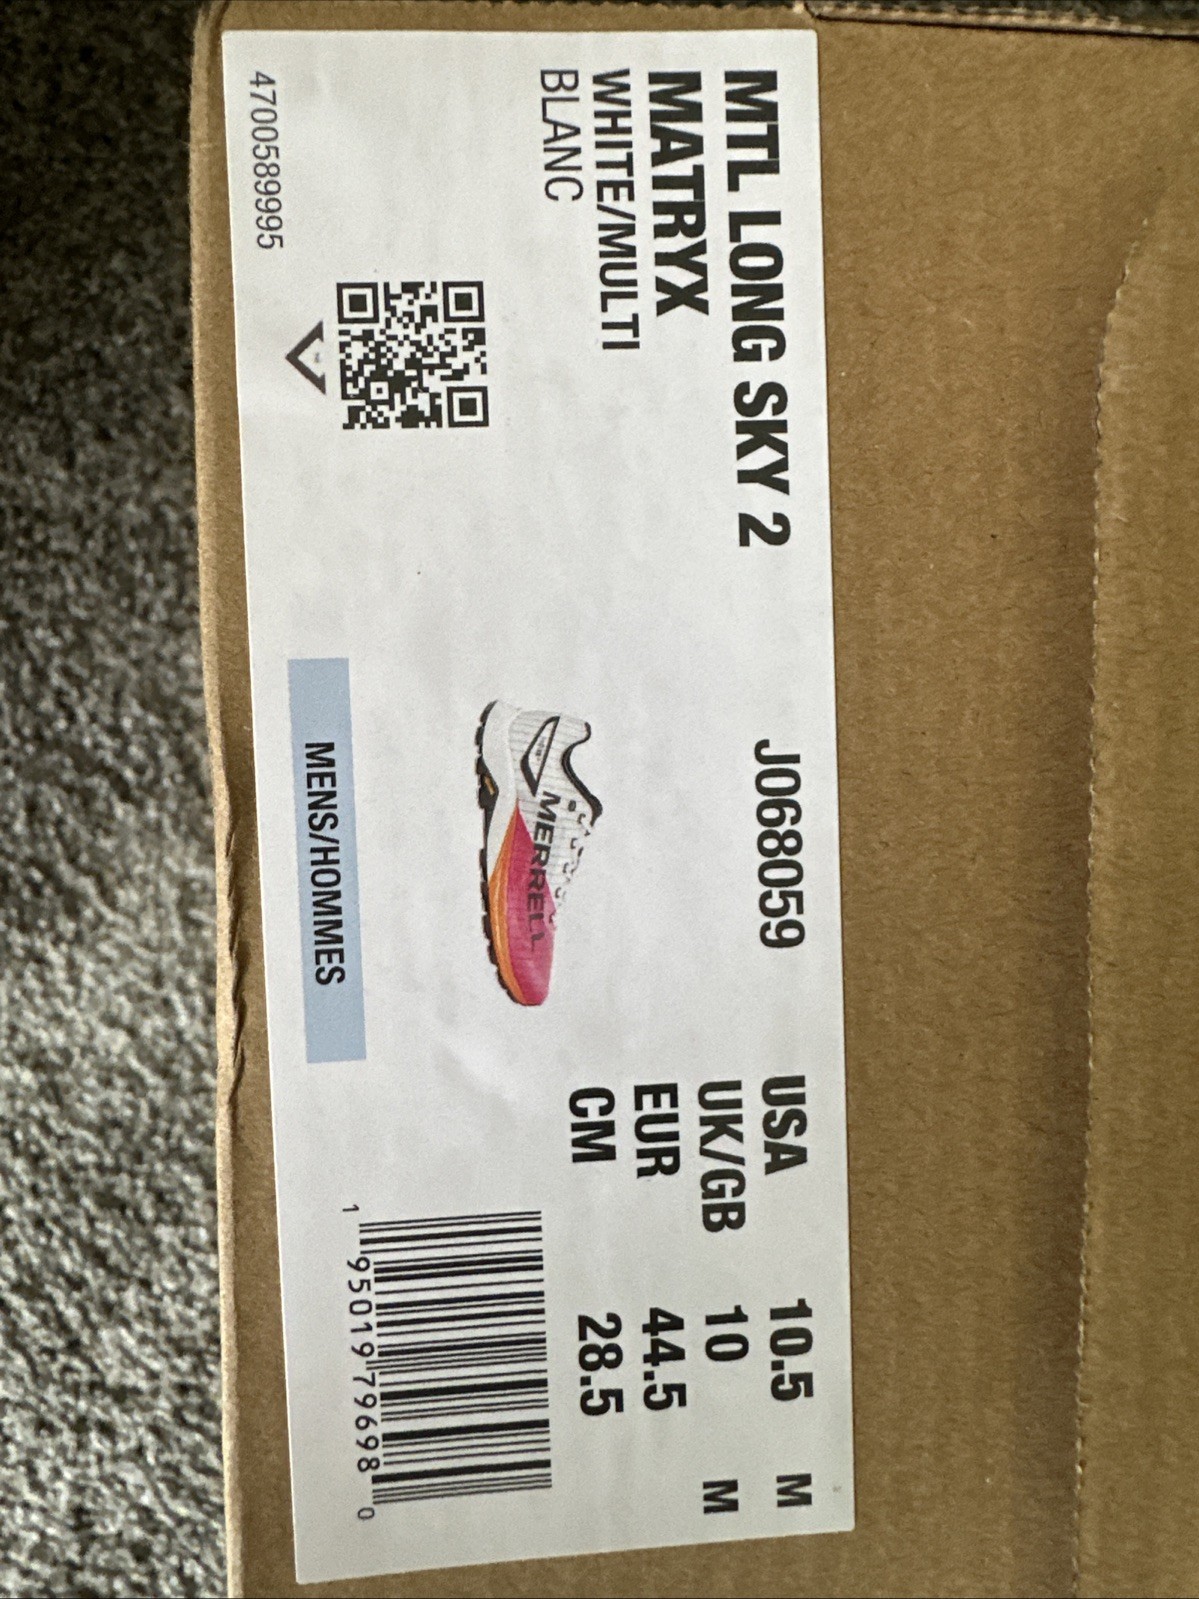 MTL LONG SKY 2
MATRYX
WHITE/MULTI
BLANC
4700589995
J068059
MERRELL
MENS/HOMMES
USA 10.5 M
UK/GB 10 M
EUR 44.5
CM 28.5
1 95019 79698 0